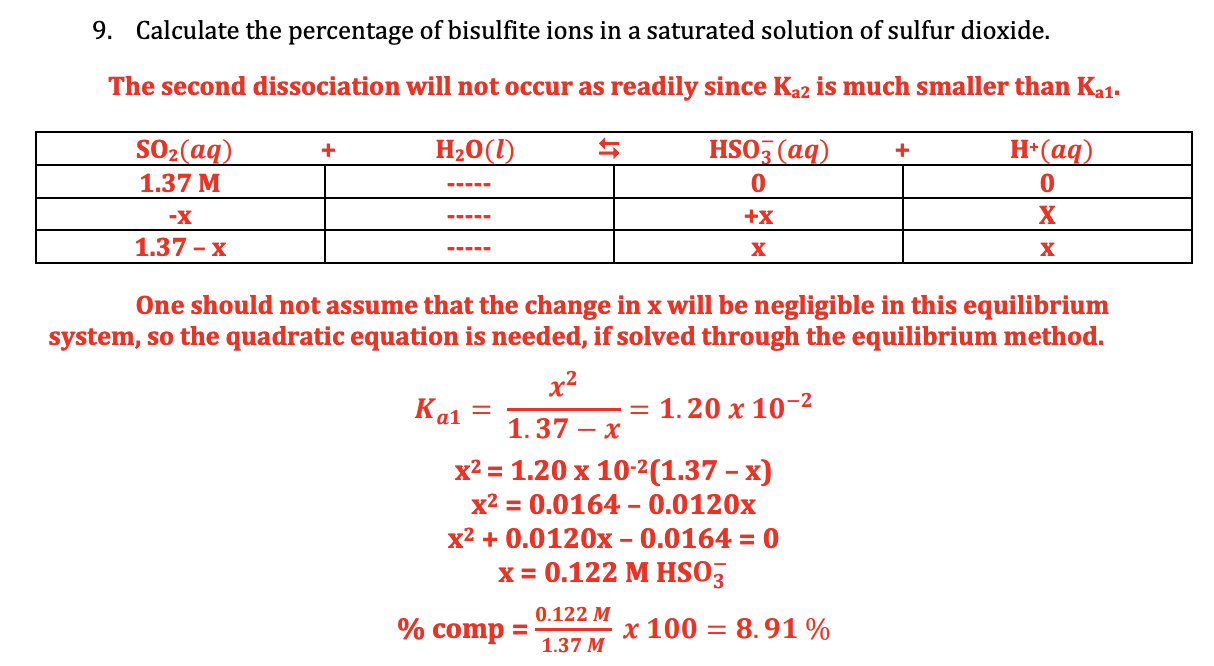 9. Calculate the percentage of bisulfite ions in a saturated solution of sulfur dioxide.
The second dissociation will not occur as readily since Kₐ₂ is much smaller than Kₐ₁.
SO₂(aq) + H₂O(l) ⇆ HSO₃⁻(aq) + H⁺(aq)
1.37 M ----- 0 0
-x ----- +x X
1.37 – x ----- x x
One should not assume that the change in x will be negligible in this equilibrium
system, so the quadratic equation is needed, if solved through the equilibrium method.
Kₐ₁ = x² / (1.37 − x) = 1.20 x 10⁻²
x² = 1.20 x 10⁻²(1.37 – x)
x² = 0.0164 – 0.0120x
x² + 0.0120x – 0.0164 = 0
x = 0.122 M HSO₃⁻
% comp = 0.122 M / 1.37 M x 100 = 8.91 %